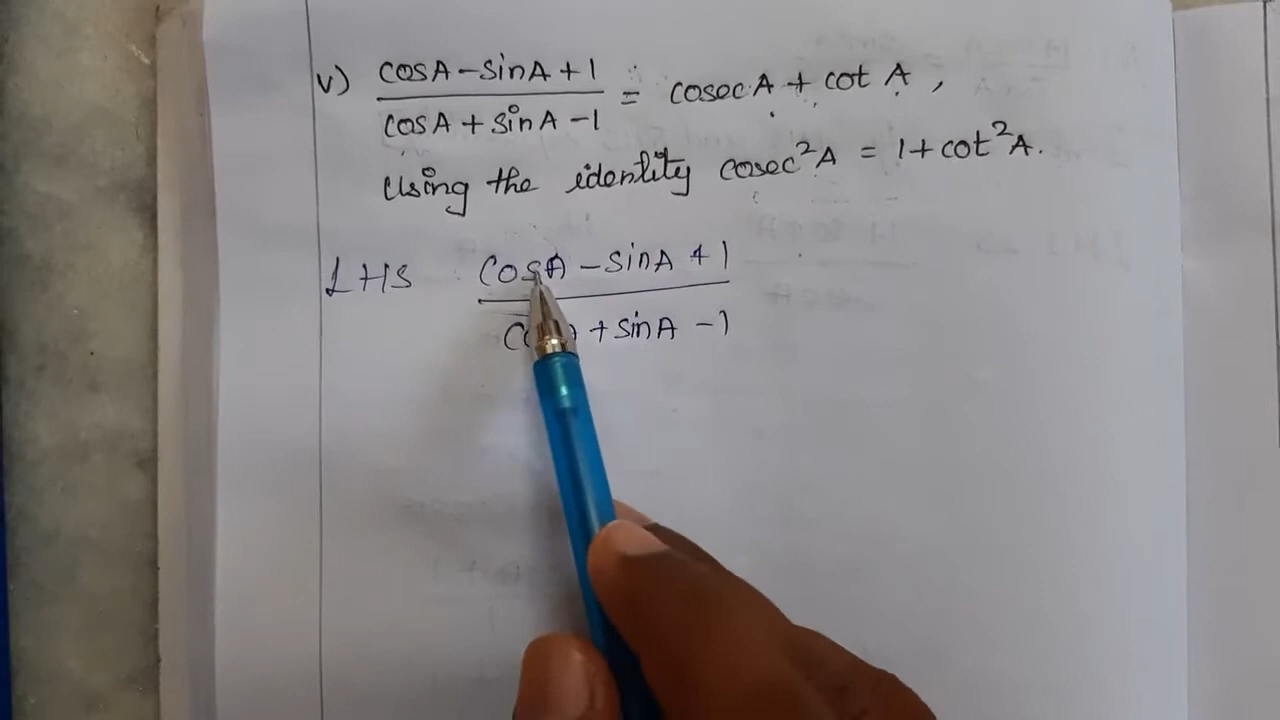 v) cosA-sinA+1 = cosecA + cot A,
cosA+sinA-1
Using the identity cosec²A = 1+cot²A.
LHS cosA-sinA+1
+sinA-1